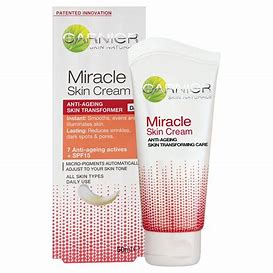 PATENTED INNOVATION
GARNIER
SKIN NATURALS
Miracle
Skin Cream
ANTI-AGEING
SKIN TRANSFORMER
Instant: Smooths, evens and
illuminates skin.
Lasting: Reduces wrinkles,
dark spots & pores.
7 Anti-ageing actives
+ SPF15
MICRO-PIGMENTS AUTOMATICALLY
ADJUST TO YOUR SKIN TONE
ALL SKIN TYPES
DAILY USE
50ml
GARNIER
SKIN NATURALS
Miracle
Skin Cream
ANTI-AGEING
SKIN TRANSFORMING CARE